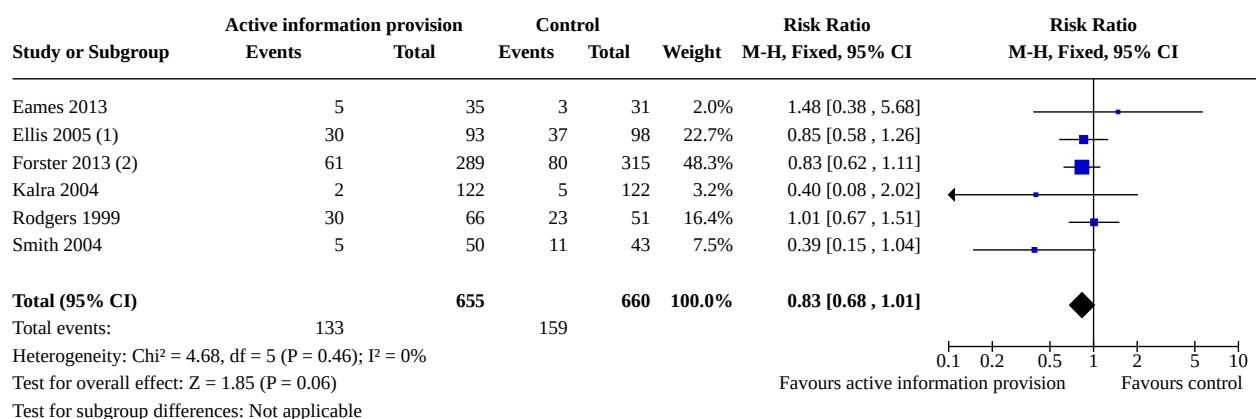 Active information provision Control Risk Ratio Risk Ratio
Study or Subgroup Events Total Events Total Weight M-H, Fixed, 95% CI M-H, Fixed, 95% CI
Eames 2013 5 35 3 31 2.0% 1.48 [0.38 , 5.68]
Ellis 2005 (1) 30 93 37 98 22.7% 0.85 [0.58 , 1.26]
Forster 2013 (2) 61 289 80 315 48.3% 0.83 [0.62 , 1.11]
Kalra 2004 2 122 5 122 3.2% 0.40 [0.08 , 2.02]
Rodgers 1999 30 66 23 51 16.4% 1.01 [0.67 , 1.51]
Smith 2004 5 50 11 43 7.5% 0.39 [0.15 , 1.04]
Total (95% CI) 655 660 100.0% 0.83 [0.68 , 1.01]
Total events: 133 159
Heterogeneity: Chi² = 4.68, df = 5 (P = 0.46); I² = 0%
0.1 0.2 0.5 1 2 5 10
Test for overall effect: Z = 1.85 (P = 0.06) Favours active information provision Favours control
Test for subgroup differences: Not applicable